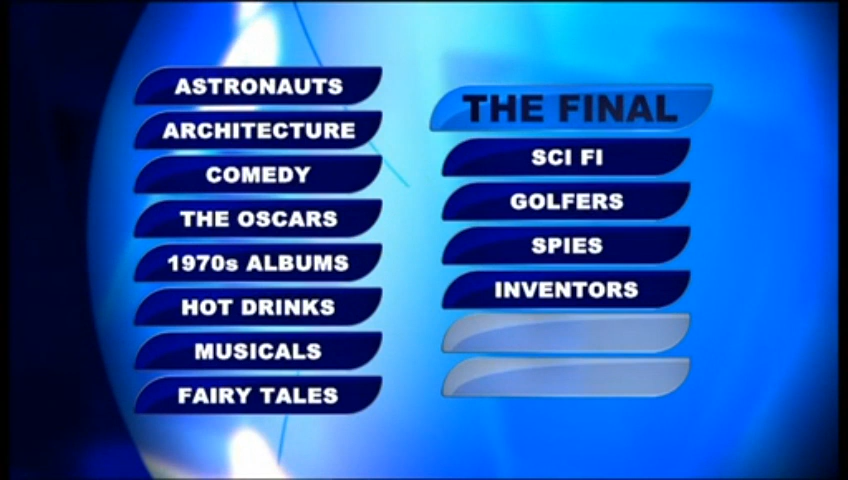 ASTRONAUTS
ARCHITECTURE
COMEDY
THE OSCARS
1970s ALBUMS
HOT DRINKS
MUSICALS
FAIRY TALES
THE FINAL
SCI FI
GOLFERS
SPIES
INVENTORS